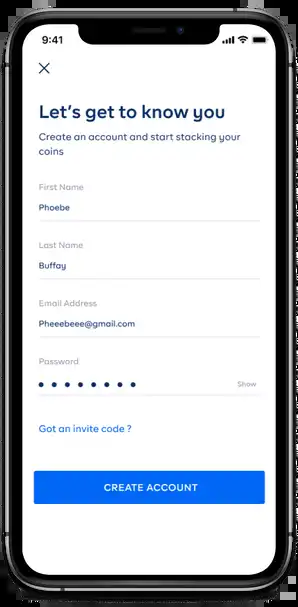 9:41
Let's get to know you
Create an account and start stacking your
coins
First Name
Phoebe
Last Name
Buffay
Email Address
Pheeebeee@gmail.com
Password
Show
Got an invite code ?
CREATE ACCOUNT